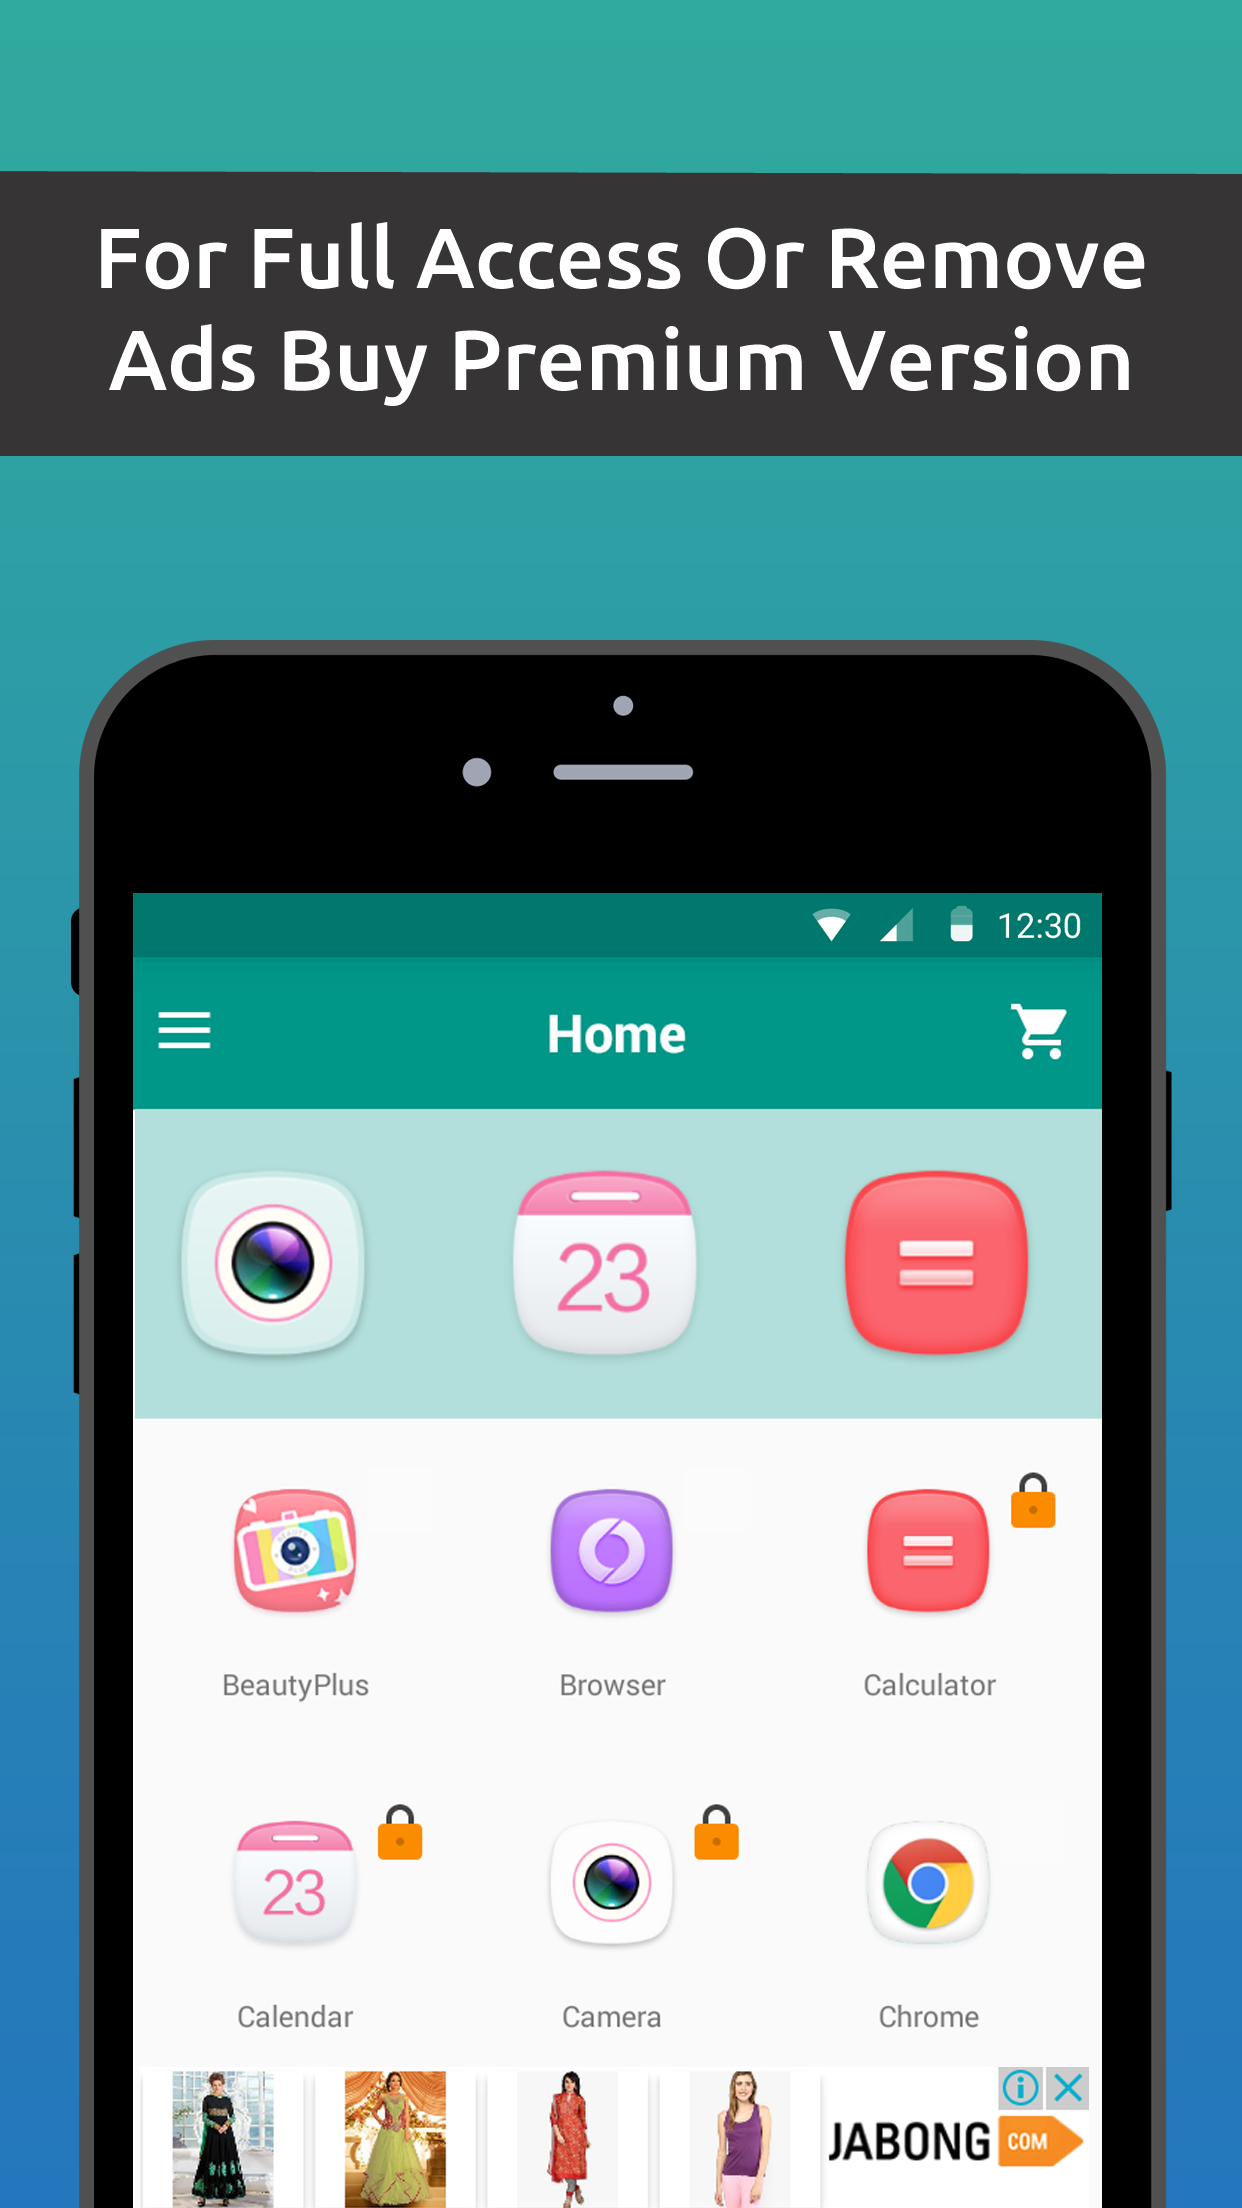 For Full Access Or Remove
Ads Buy Premium Version
12:30
Home
23
BeautyPlus
Browser
Calculator
23
Calendar
Camera
Chrome
JABONG COM